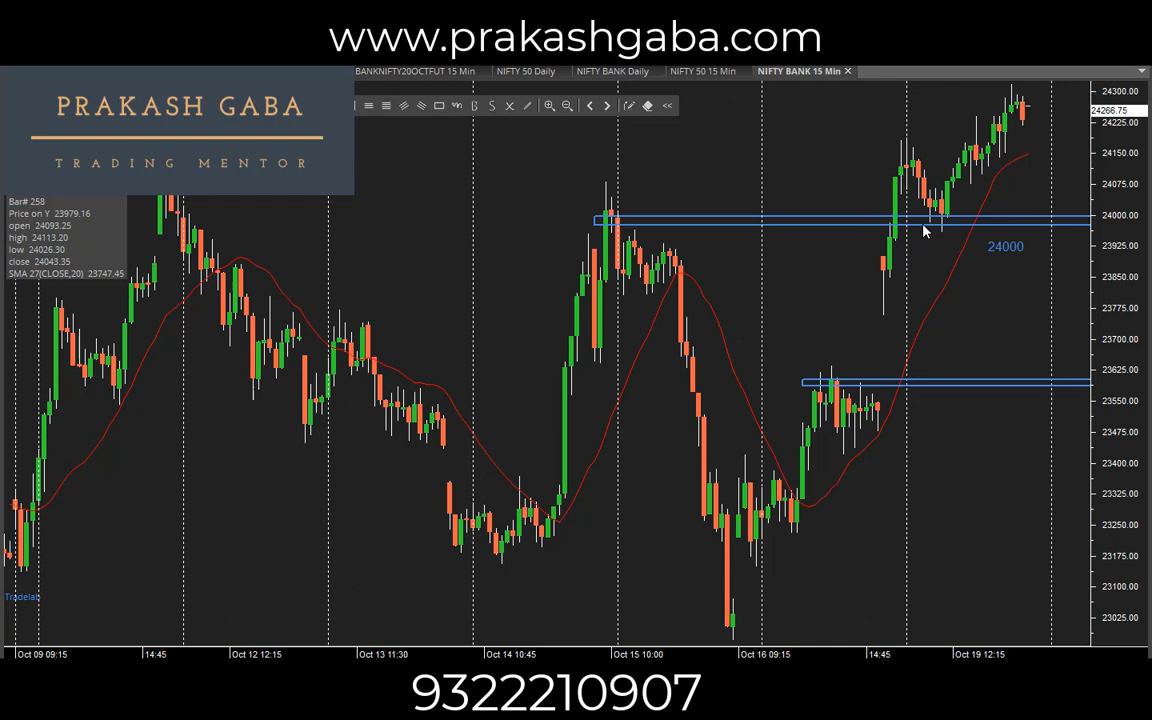 www.prakashgaba.com
BANKNIFTY20OCTFUT 15 Min
NIFTY 50 Daily
NIFTY BANK Daily
NIFTY 50 15 Min
NIFTY BANK 15 Min
PRAKASH GABA
TRADING MENTOR
Bar# 258
Price on Y 23979.16
open 24093.25
high 24113.20
low 24026.30
close 24043.35
SMA 27(CLOSE,20) 23747.45
24000
24300.00
24266.75
24225.00
24150.00
24075.00
24000.00
23925.00
23850.00
23775.00
23700.00
23625.00
23550.00
23475.00
23400.00
23325.00
23250.00
23175.00
23100.00
23025.00
Tradelab
Oct 09 09:15
14:45
Oct 12 12:15
Oct 13 11:30
Oct 14 10:45
Oct 15 10:00
Oct 16 09:15
14:45
Oct 19 12:15
9322210907